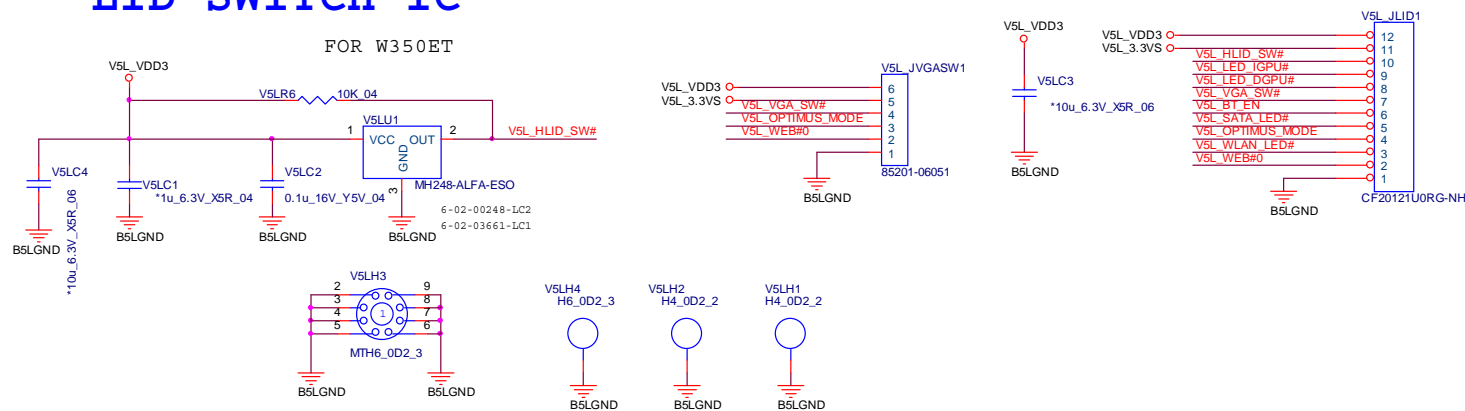 LID SWITCH IC
FOR W350ET
V5L_VDD3
V5LR6 10K_04
V5LU1
1 VCC OUT 2
GND
3
V5L_HLID_SW#
MH248-ALFA-ESO
6-02-00248-LC2
6-02-03661-LC1
V5LC4
*10u_6.3V_X5R_06
B5LGND
V5LC1
*1u_6.3V_X5R_04
B5LGND
V5LC2
0.1u_16V_Y5V_04
B5LGND
B5LGND
V5L_JVGASW1
V5L_VDD3 6
V5L_3.3VS 5
V5L_VGA_SW# 4
V5L_OPTIMUS_MODE 3
V5L_WEB#0 2
1
85201-06051
B5LGND
V5L_VDD3
V5LC3
*10u_6.3V_X5R_06
B5LGND
V5L_JLID1
V5L_VDD3 12
V5L_3.3VS 11
V5L_HLID_SW# 10
V5L_LED_IGPU# 9
V5L_LED_DGPU# 8
V5L_VGA_SW# 7
V5L_BT_EN 6
V5L_SATA_LED# 5
V5L_OPTIMUS_MODE 4
V5L_WLAN_LED# 3
V5L_WEB#0 2
1
CF20121U0RG-NH
B5LGND
V5LH3
2 9
3 8
4 1 7
5 6
MTH6_0D2_3
B5LGND B5LGND
V5LH4
H6_0D2_3
B5LGND
V5LH2
H4_0D2_2
B5LGND
V5LH1
H4_0D2_2
B5LGND